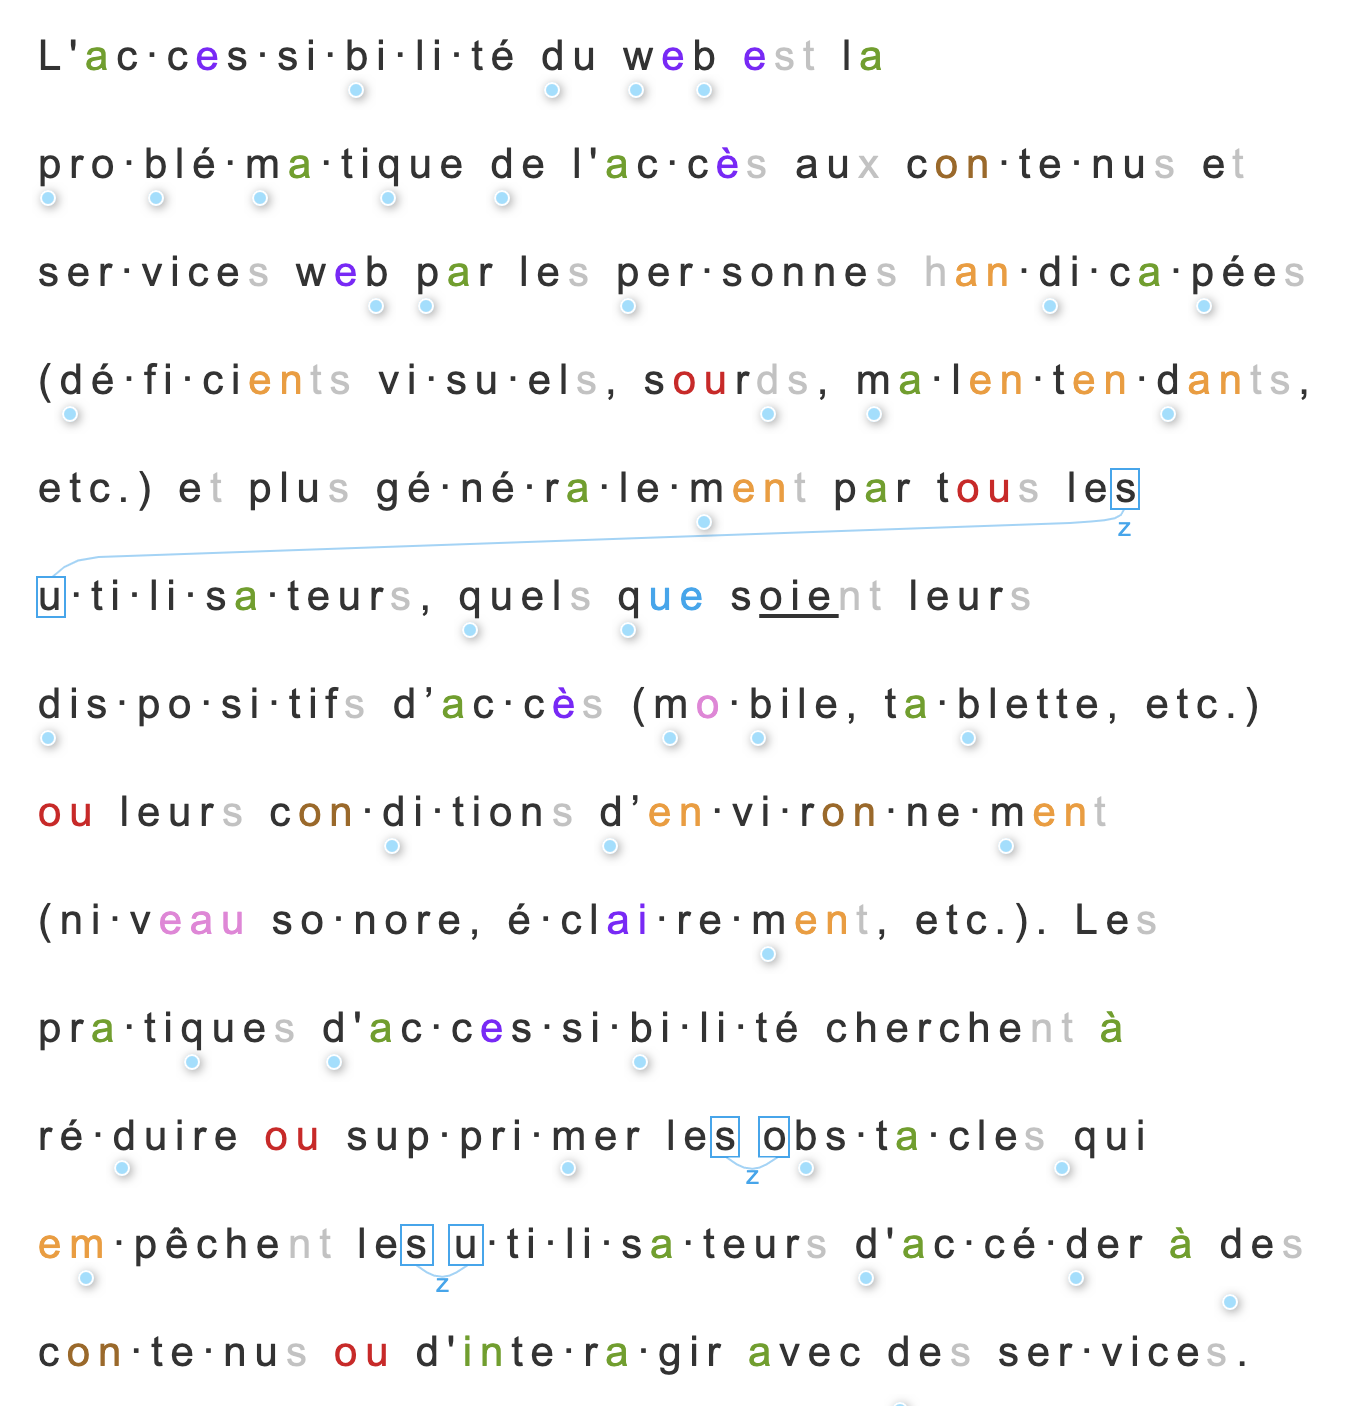 L'ac·ces·si·bi·li·té du web est la
pro·blé·ma·tique de l'ac·cès aux con·te·nus et
ser·vices web par les per·sonnes han·di·ca·pées
(dé·fi·cients vi·su·els, sourds, ma·len·ten·dants,
etc.) et plus gé·né·ra·le·ment par tous les
z
u·ti·li·sa·teurs, quels que soient leurs
dis·po·si·tifs d’ac·cès (mo·bile, ta·blette, etc.)
ou leurs con·di·tions d’en·vi·ron·ne·ment
(ni·veau so·nore, é·clai·re·ment, etc.). Les
pra·tiques d'ac·ces·si·bi·li·té cherchent à
ré·duire ou sup·pri·mer les obs·ta·cles qui
z
em·pêchent les u·ti·li·sa·teurs d'ac·cé·der à des
z
con·te·nus ou d'inte·ra·gir avec des ser·vices.